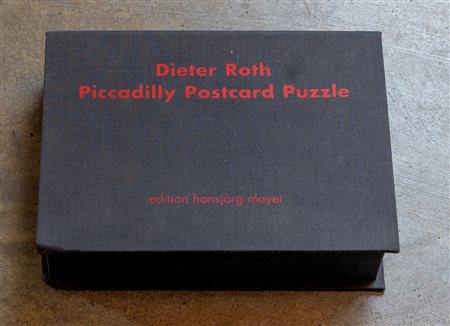 Dieter Roth
Piccadilly Postcard Puzzle
edition hansjörg mayer